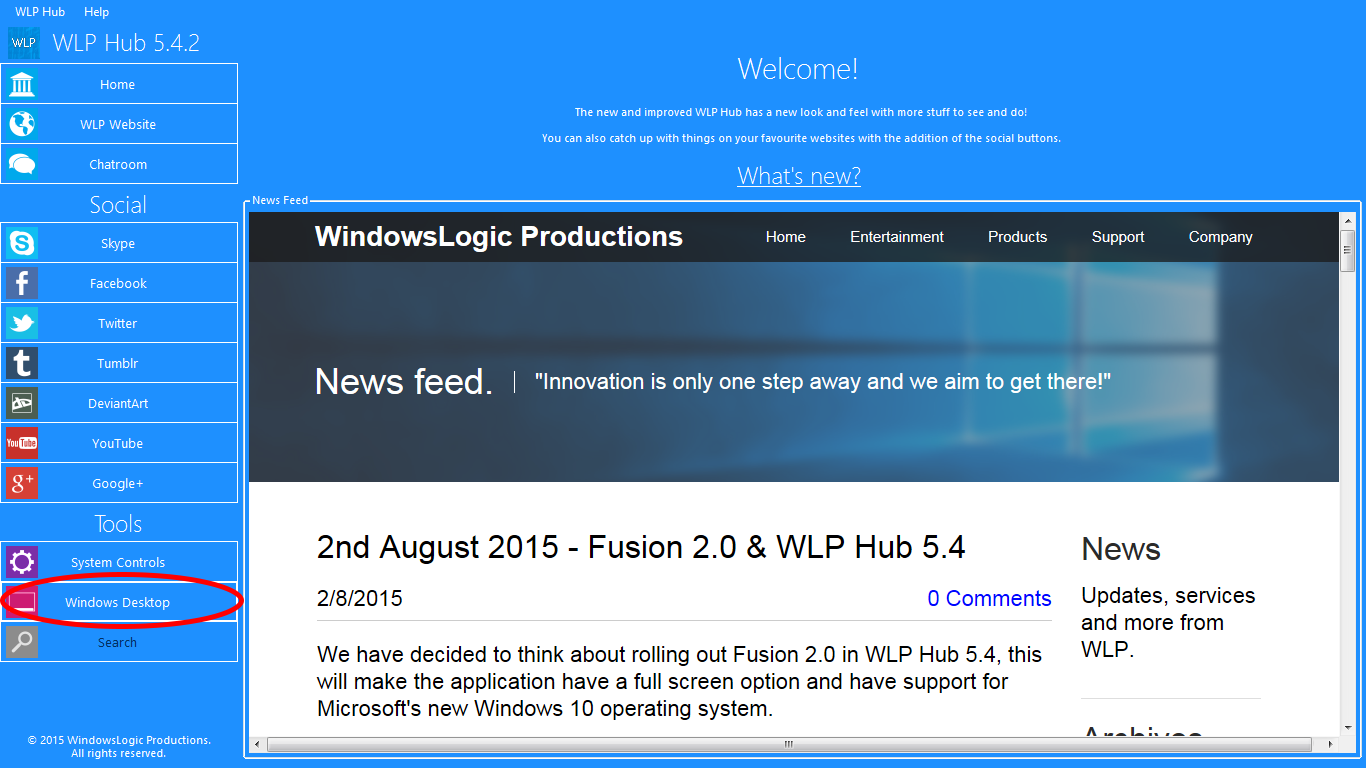 WLP Hub Help
WLP WLP Hub 5.4.2
Home
WLP Website
Chatroom
Social
Skype
Facebook
Twitter
Tumblr
DeviantArt
YouTube
Google+
Tools
System Controls
Windows Desktop
Search
© 2015 WindowsLogic Productions.
All rights reserved.
Welcome!
The new and improved WLP Hub has a new look and feel with more stuff to see and do!
You can also catch up with things on your favourite websites with the addition of the social buttons.
What's new?
News Feed
WindowsLogic Productions Home Entertainment Products Support Company
News feed. "Innovation is only one step away and we aim to get there!"
2nd August 2015 - Fusion 2.0 & WLP Hub 5.4
2/8/2015 0 Comments
We have decided to think about rolling out Fusion 2.0 in WLP Hub 5.4, this
will make the application have a full screen option and have support for
Microsoft's new Windows 10 operating system.
News
Updates, services
and more from
WLP.
Archives